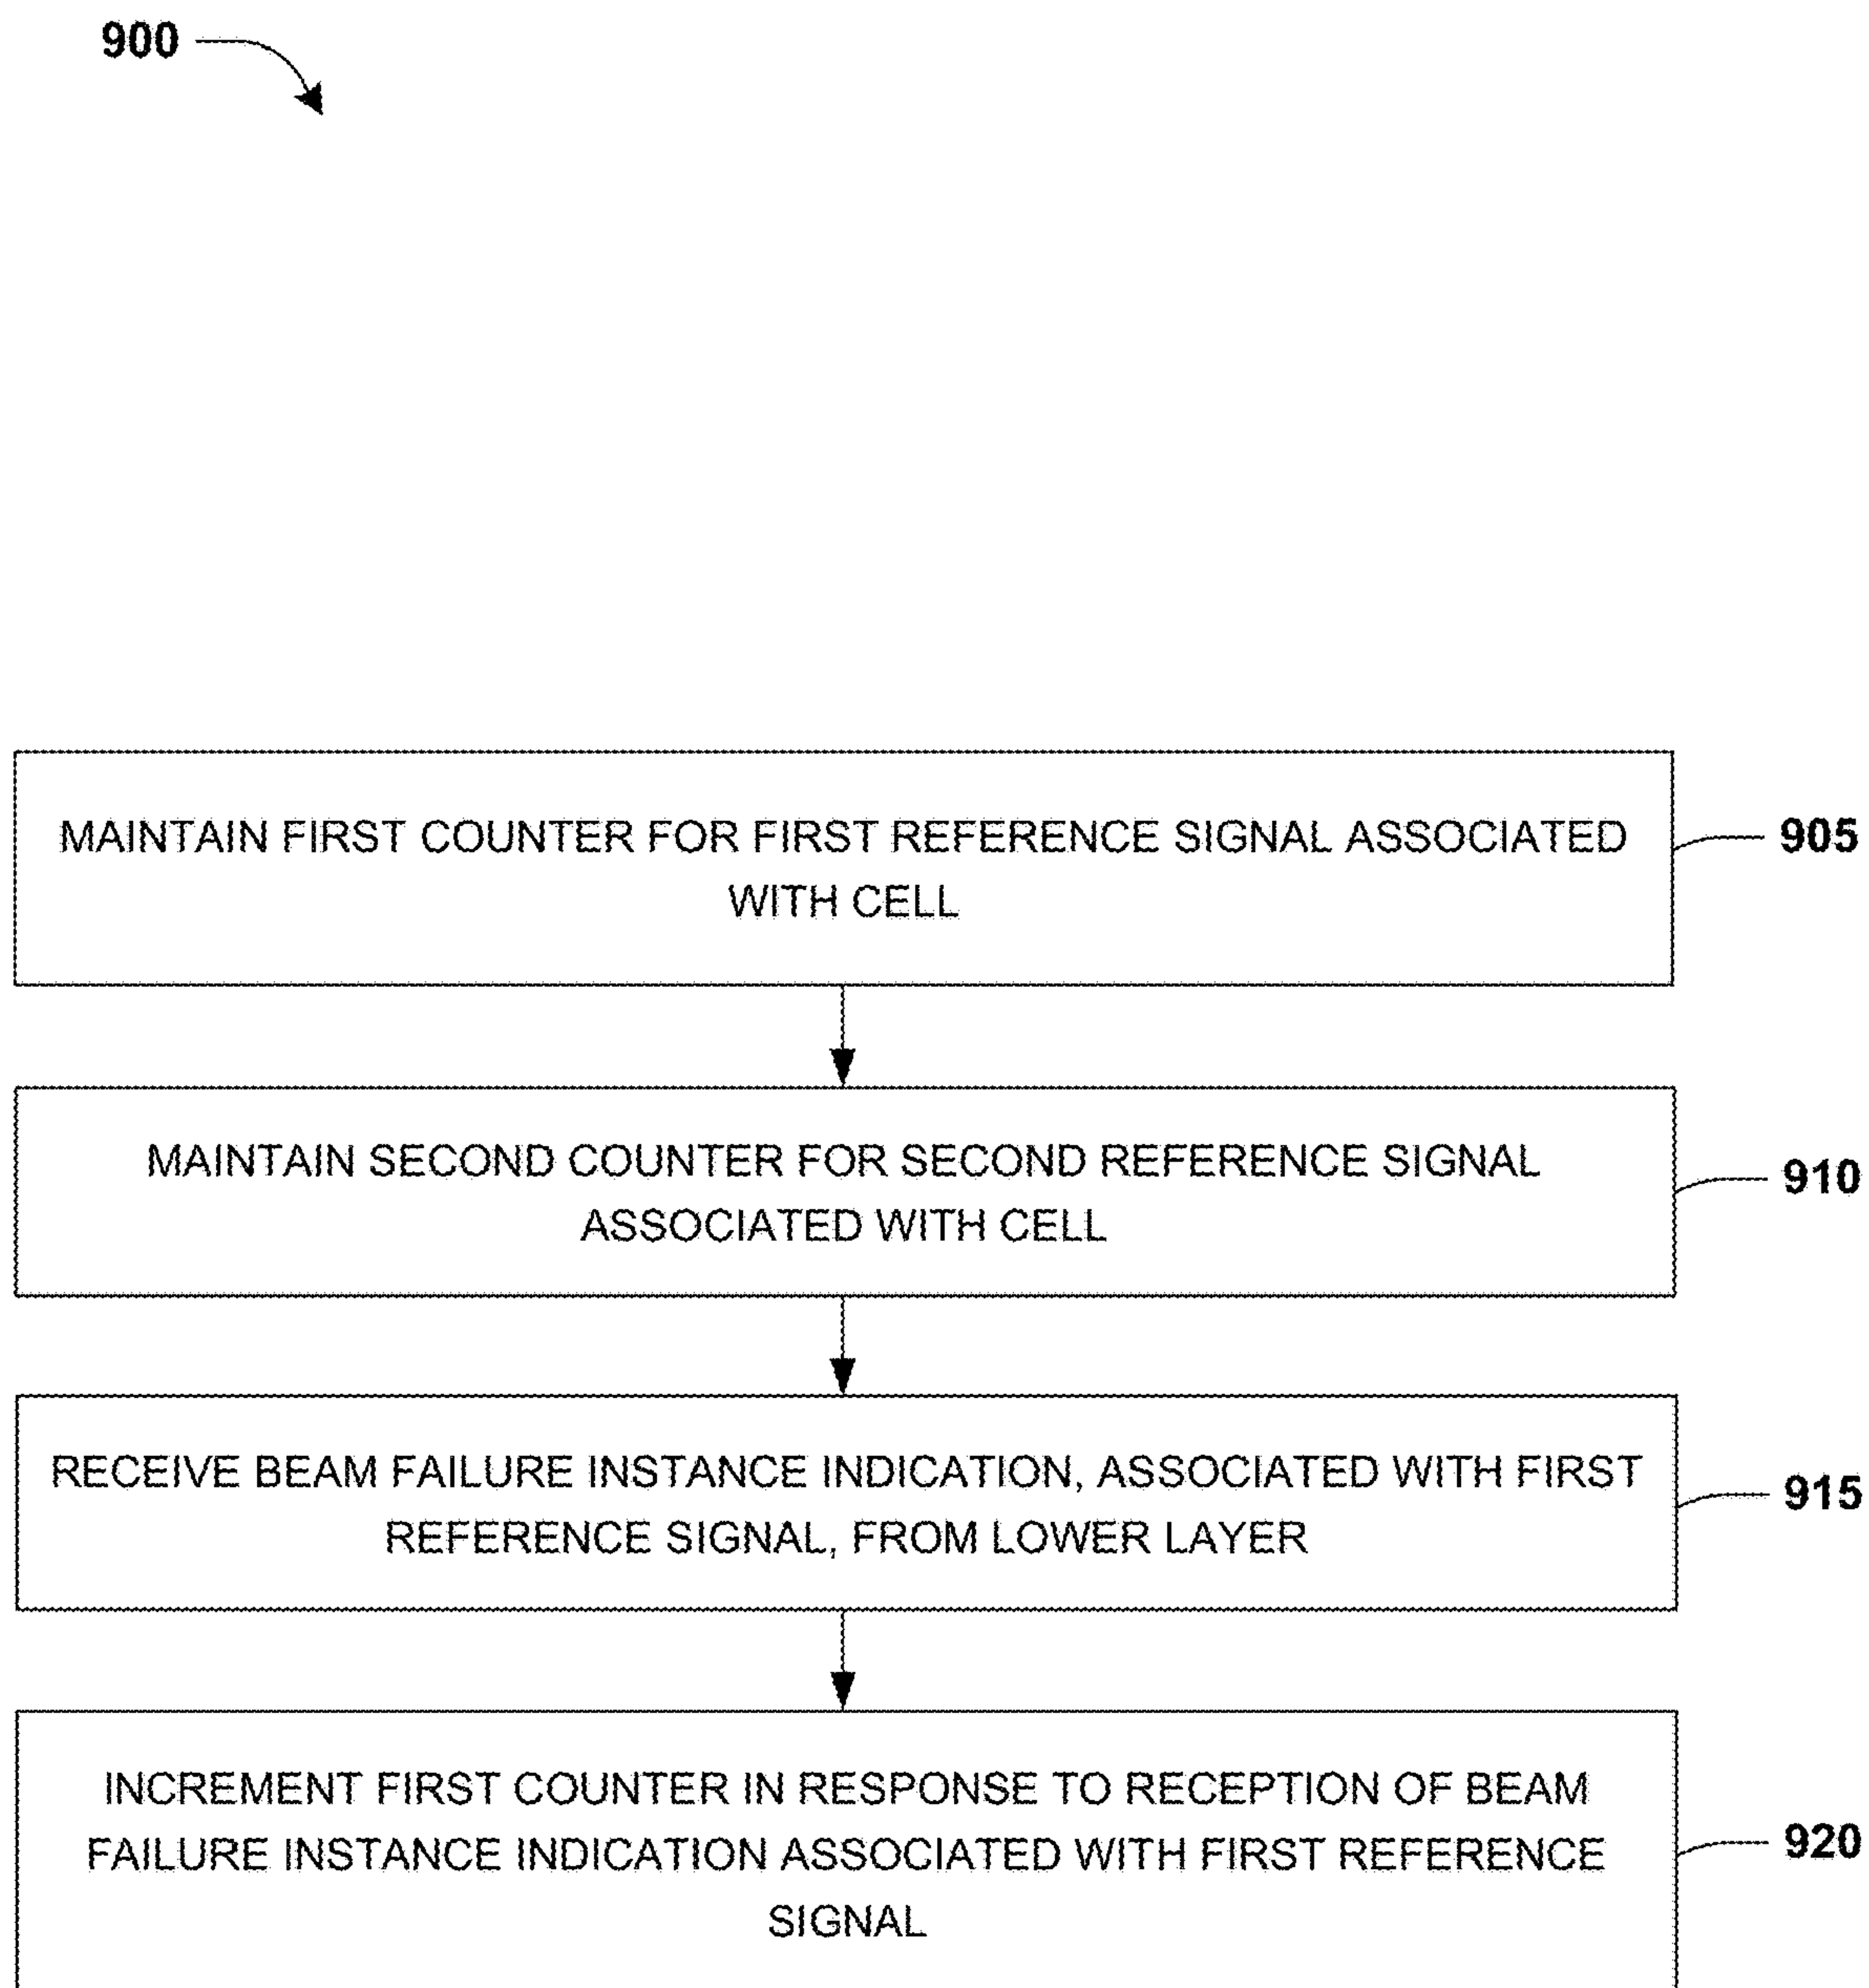 900
MAINTAIN FIRST COUNTER FOR FIRST REFERENCE SIGNAL ASSOCIATED
WITH CELL
905
MAINTAIN SECOND COUNTER FOR SECOND REFERENCE SIGNAL
ASSOCIATED WITH CELL
910
RECEIVE BEAM FAILURE INSTANCE INDICATION, ASSOCIATED WITH FIRST
REFERENCE SIGNAL, FROM LOWER LAYER
915
INCREMENT FIRST COUNTER IN RESPONSE TO RECEPTION OF BEAM
FAILURE INSTANCE INDICATION ASSOCIATED WITH FIRST REFERENCE
SIGNAL
920